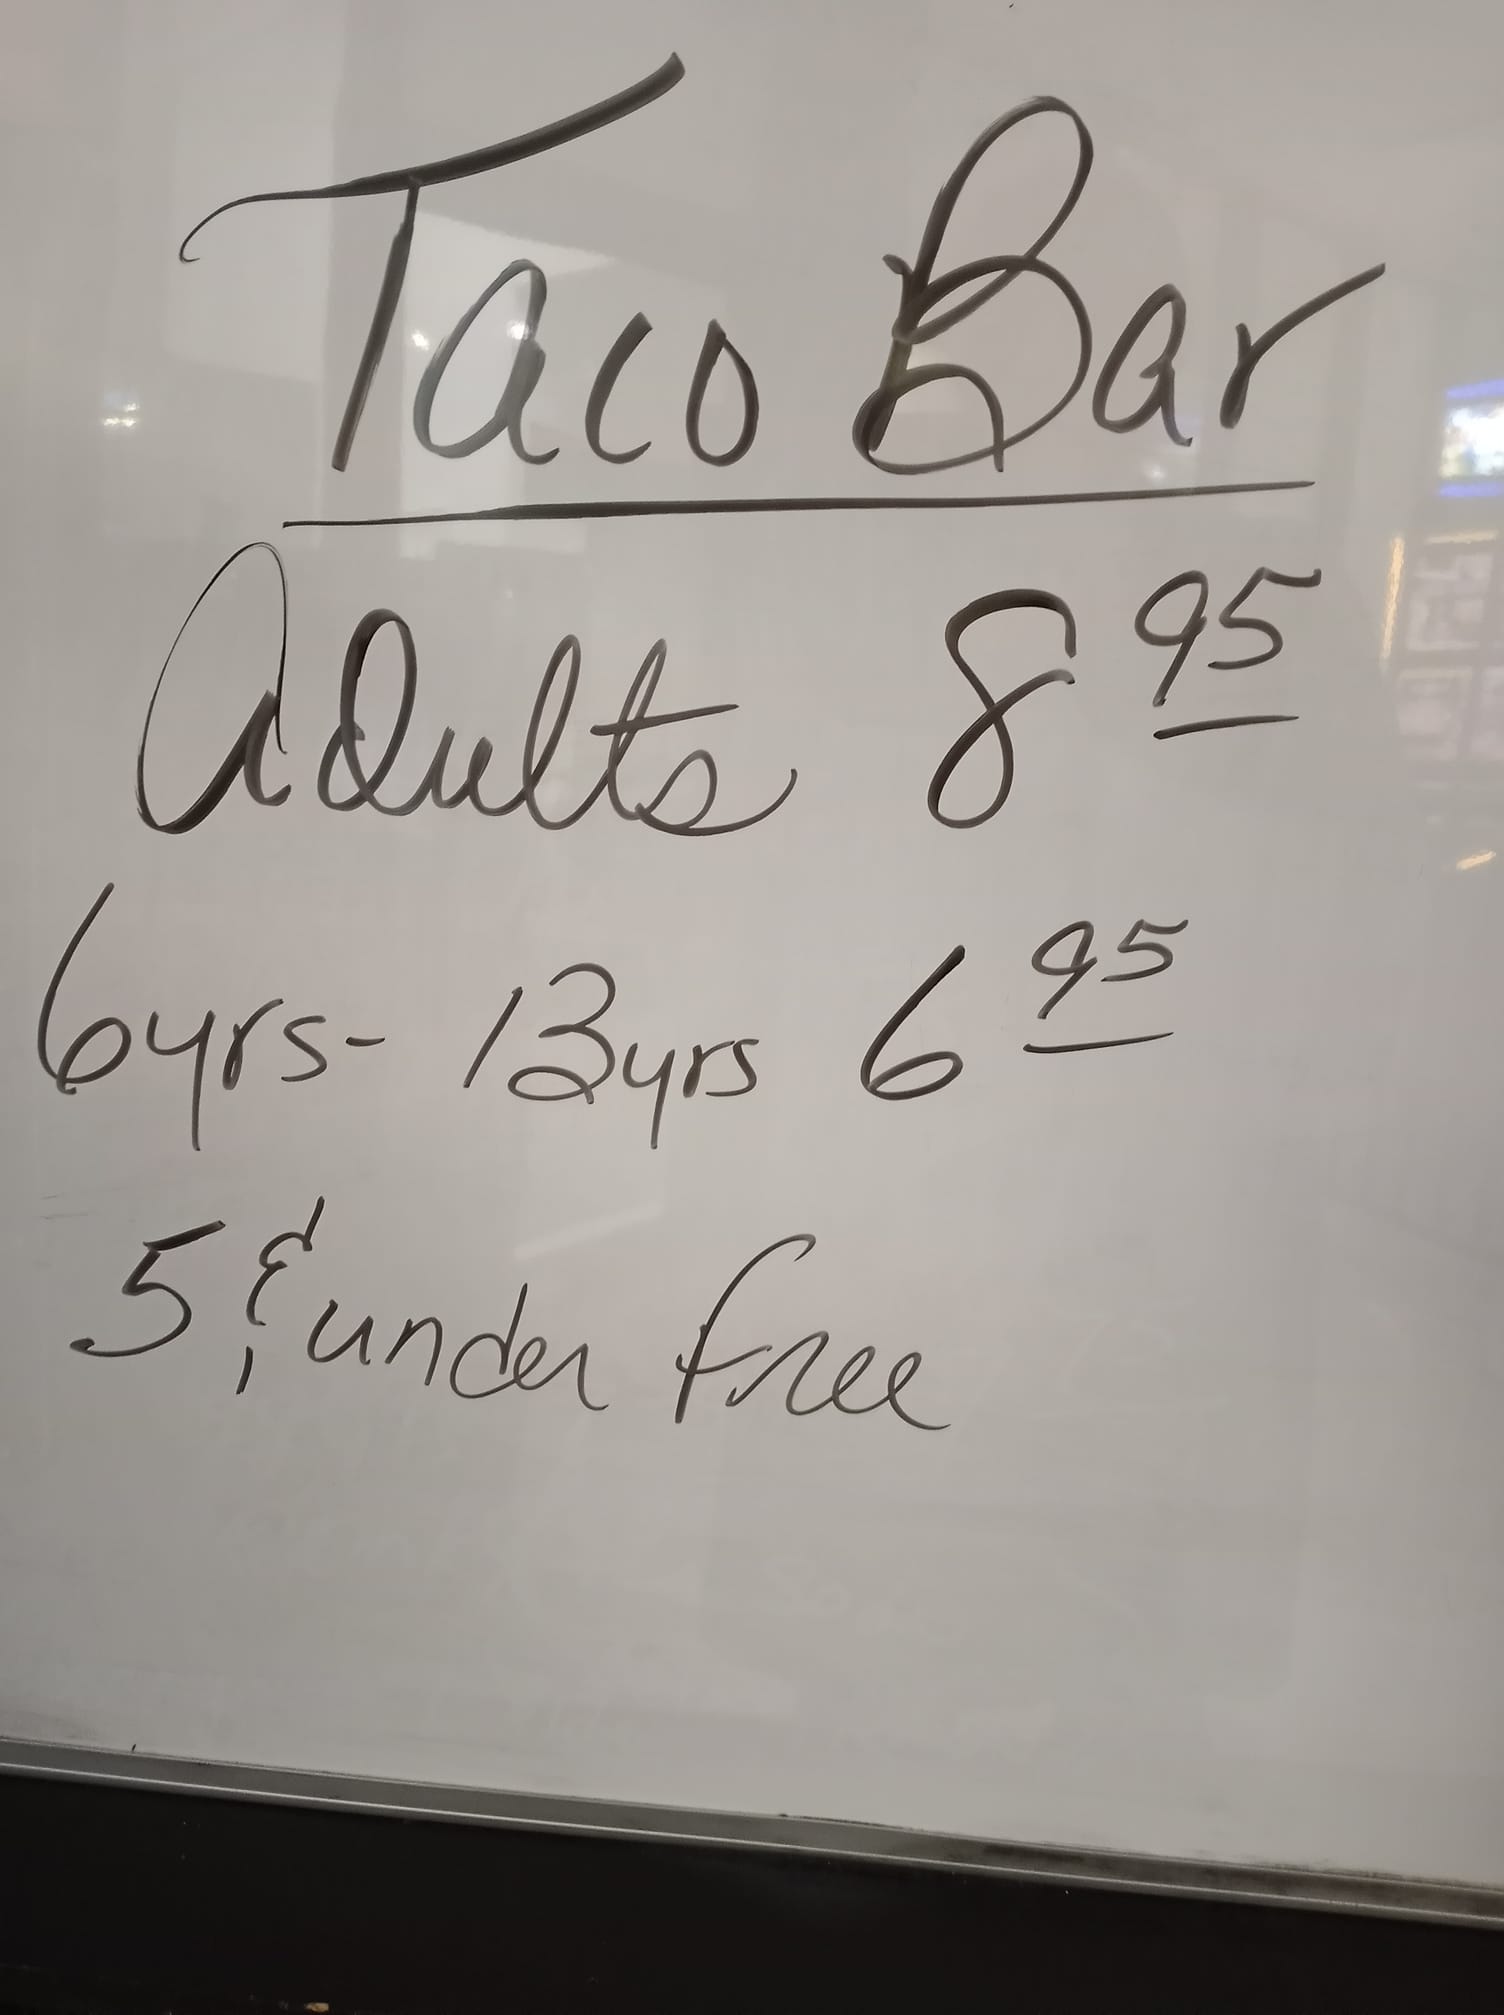 Taco Bar
Adults 8 95
6yrs- 13yrs 6 95
5 & under free